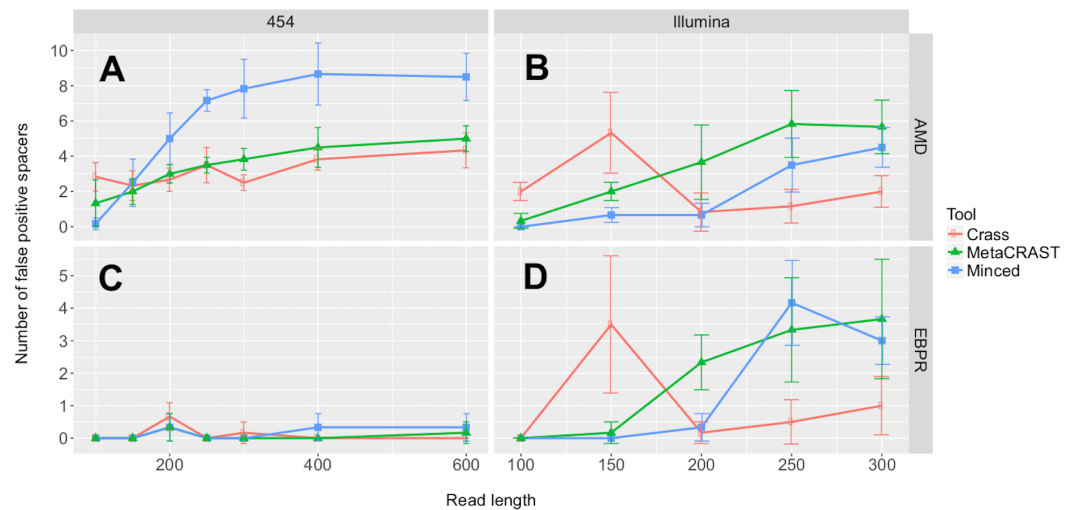 454 Illumina
Number of false positive spacers
10
8
6
4
2
0
A
B
AMD
5
4
3
2
1
0
C
D
EBPR
200 400 600 100 150 200 250 300
Read length
Tool
Crass
MetaCRAST
Minced